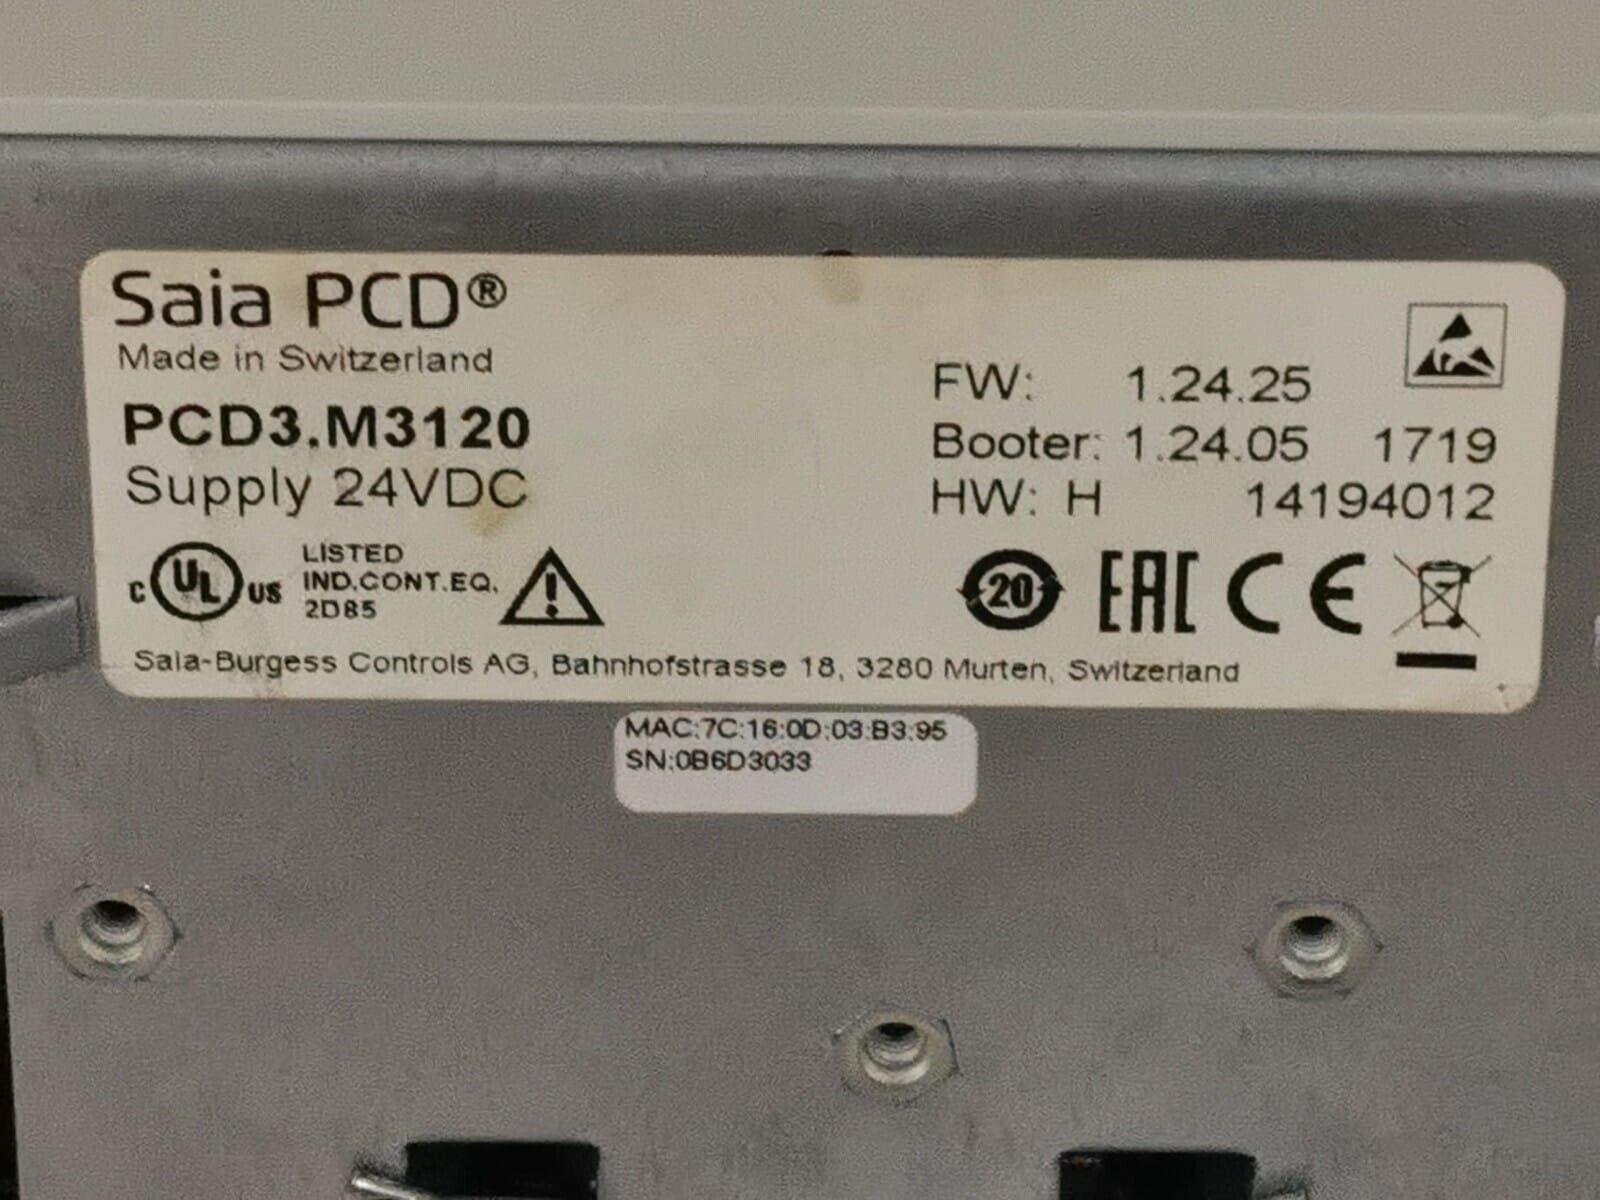 Saia PCD®
Made in Switzerland
PCD3.M3120
Supply 24VDC
FW: 1.24.25
Booter: 1.24.05 1719
HW: H 14194012
C UL US
LISTED
IND.CONT.EQ.
2D85
20
EAC
CE
Saia-Burgess Controls AG, Bahnhofstrasse 18, 3280 Murten, Switzerland
MAC:7C:16:0D:03:B3:95
SN:0B6D3033